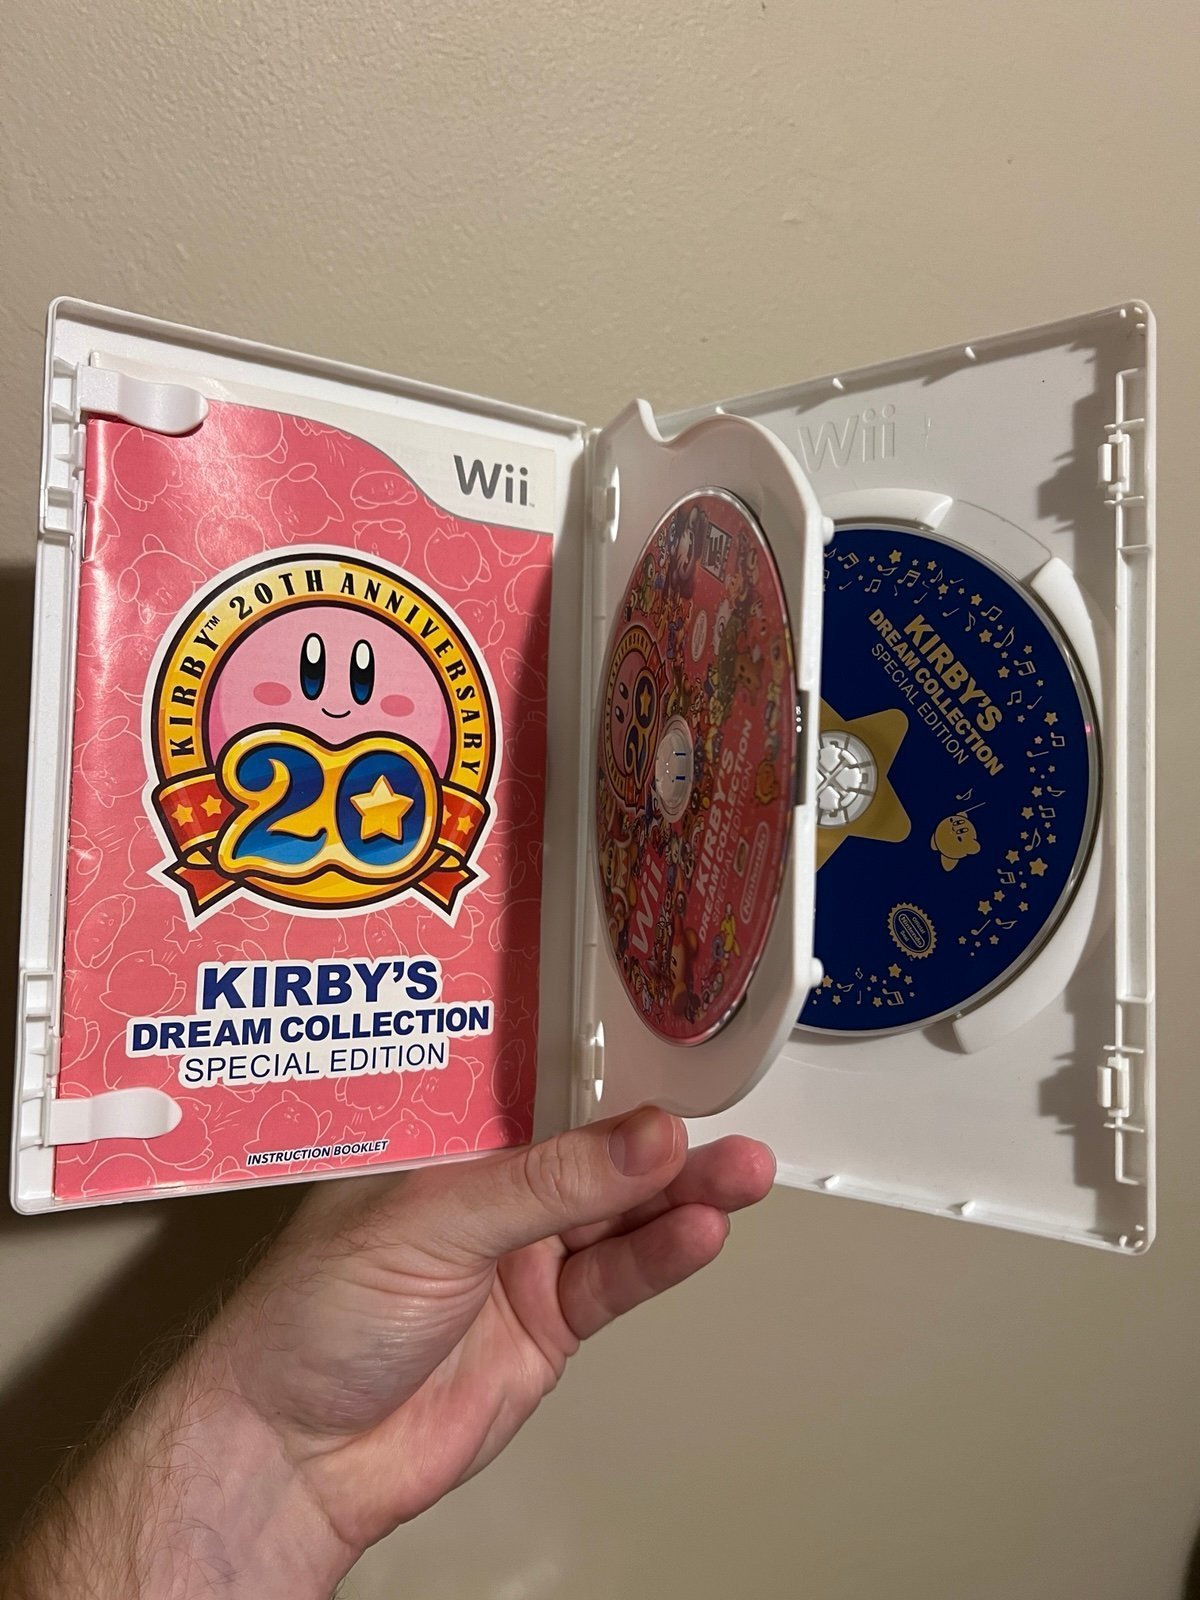 Wii
KIRBY™ 20TH ANNIVERSARY
20
KIRBY'S
DREAM COLLECTION
SPECIAL EDITION
INSTRUCTION BOOKLET
Wii
KIRBY'S
DREAM COLLECTION
SPECIAL EDITION
Nintendo
Wii
KIRBY'S
DREAM COLLECTION
SPECIAL EDITION